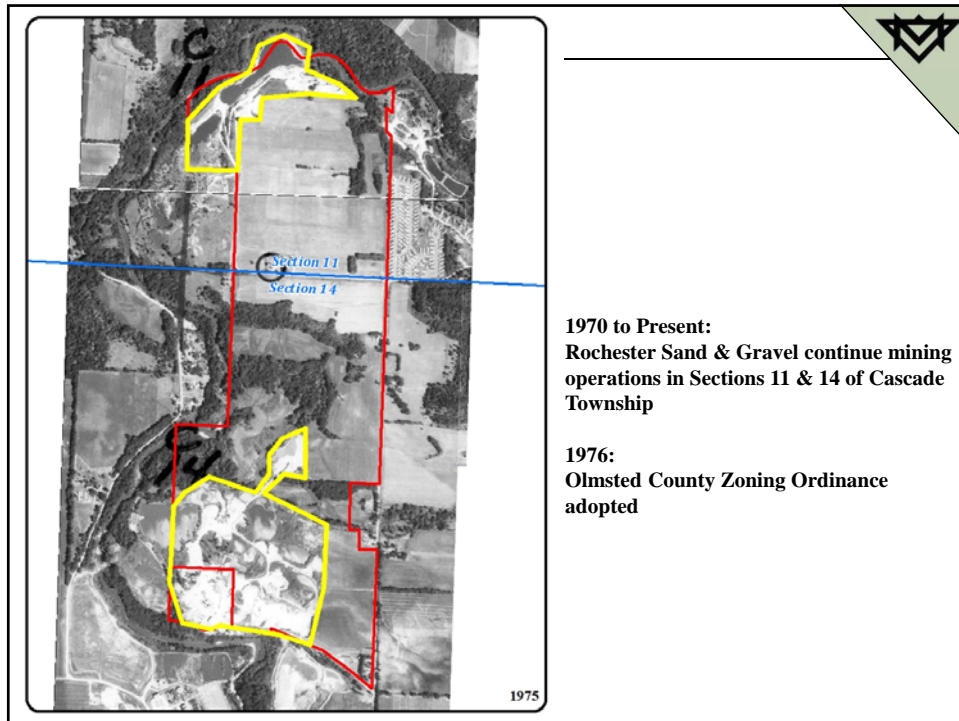 C
11
Section 11
Section 14
C
14
1975
1970 to Present:
Rochester Sand & Gravel continue mining
operations in Sections 11 & 14 of Cascade
Township
1976:
Olmsted County Zoning Ordinance
adopted